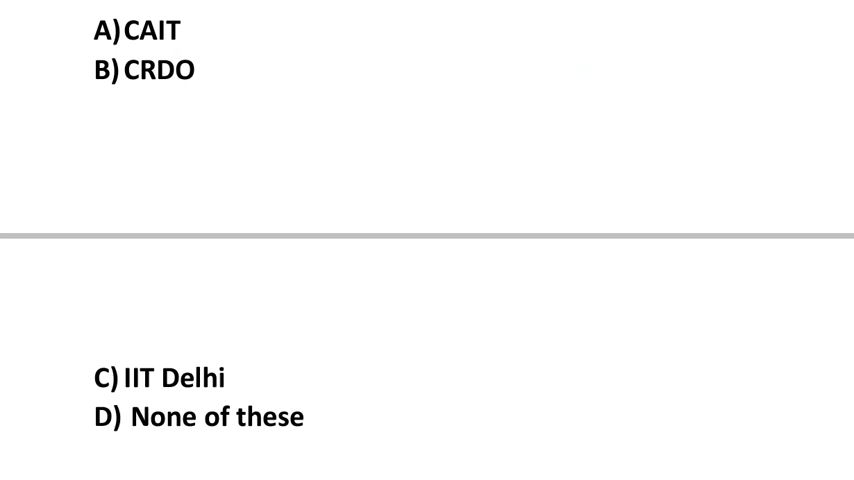 A) CAIT
B) CRDO
C) IIT Delhi
D) None of these